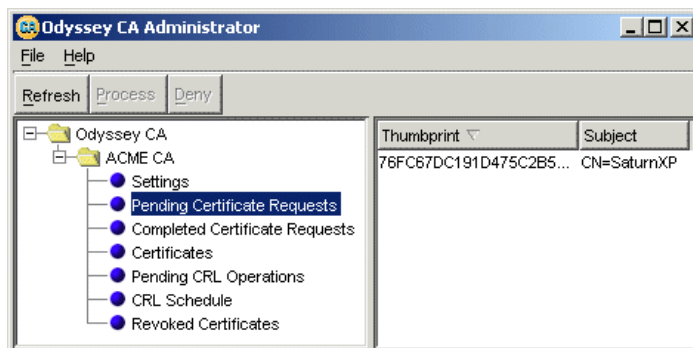 Odyssey CA Administrator
File Help
Refresh Process Deny
Odyssey CA
ACME CA
Settings
Pending Certificate Requests
Completed Certificate Requests
Certificates
Pending CRL Operations
CRL Schedule
Revoked Certificates
Thumbprint Subject
76FC67DC191D475C2B5... CN=SaturnXP